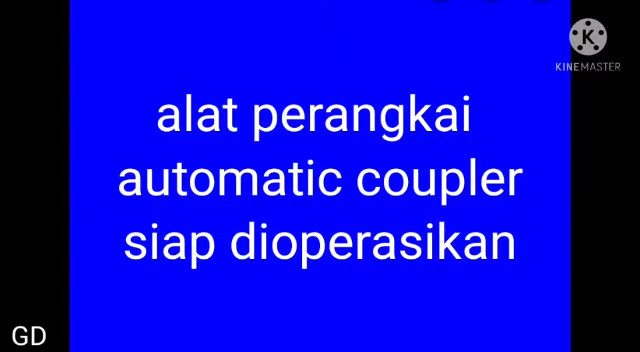 KINEMASTER
alat perangkai
automatic coupler
siap dioperasikan
GD